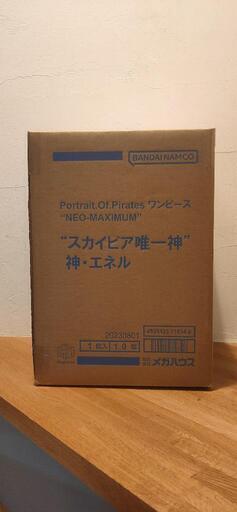 BANDAI NAMCO
Portrait.Of.Pirates ワンピース
"NEO-MAXIMUM"
"スカイピア唯一神"
神・エネル
20230801
メガハウス